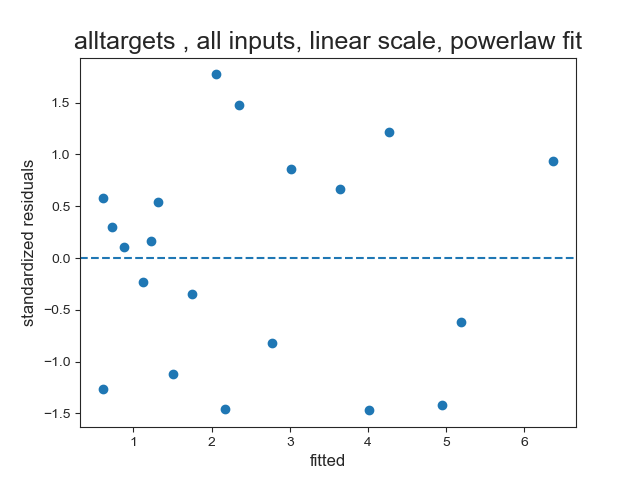 alltargets , all inputs, linear scale, powerlaw fit
standardized residuals
1.5
1.0
0.5
0.0
−0.5
−1.0
−1.5
1 2 3 4 5 6
fitted